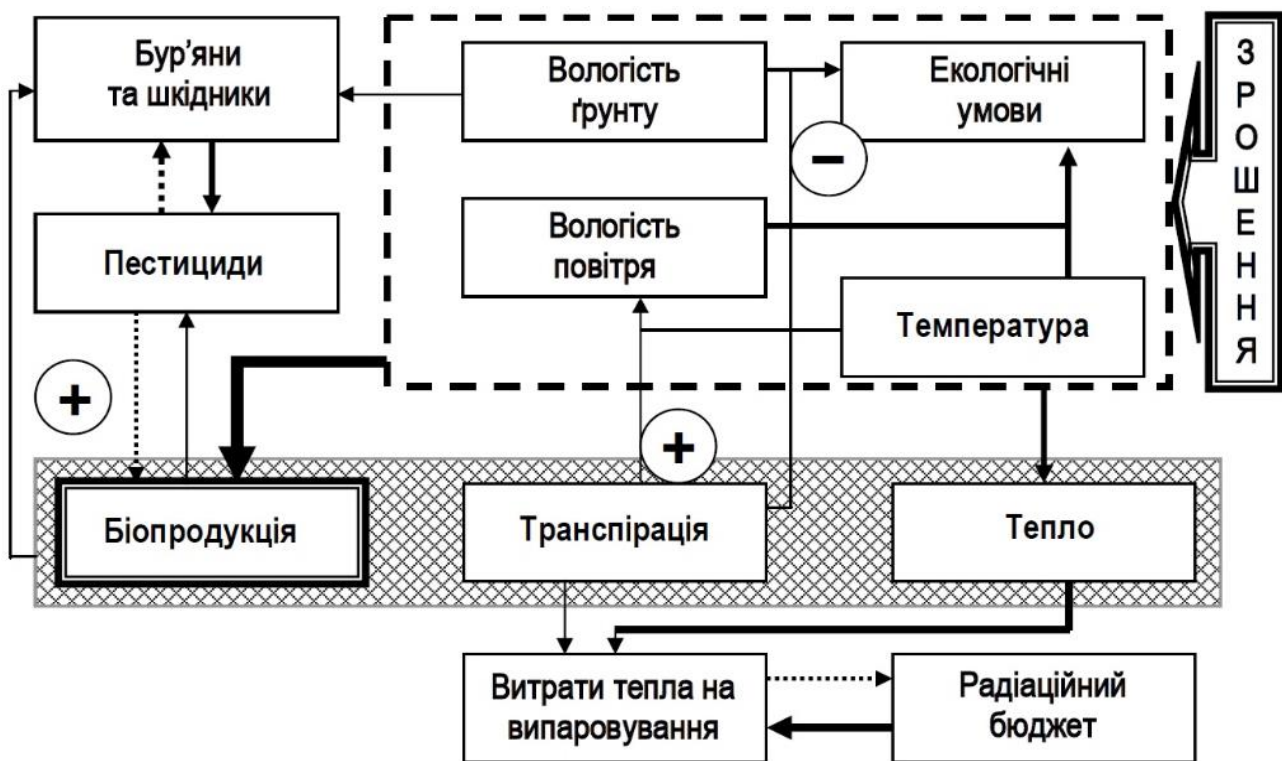 Бур’яни
та шкідники
Вологість
ґрунту
Екологічні
умови
ЗРОШЕННЯ
−
Пестициди
Вологість
повітря
Температура
+
+
Біопродукція
Транспірація
Тепло
Витрати тепла на
випаровування
Радіаційний
бюджет